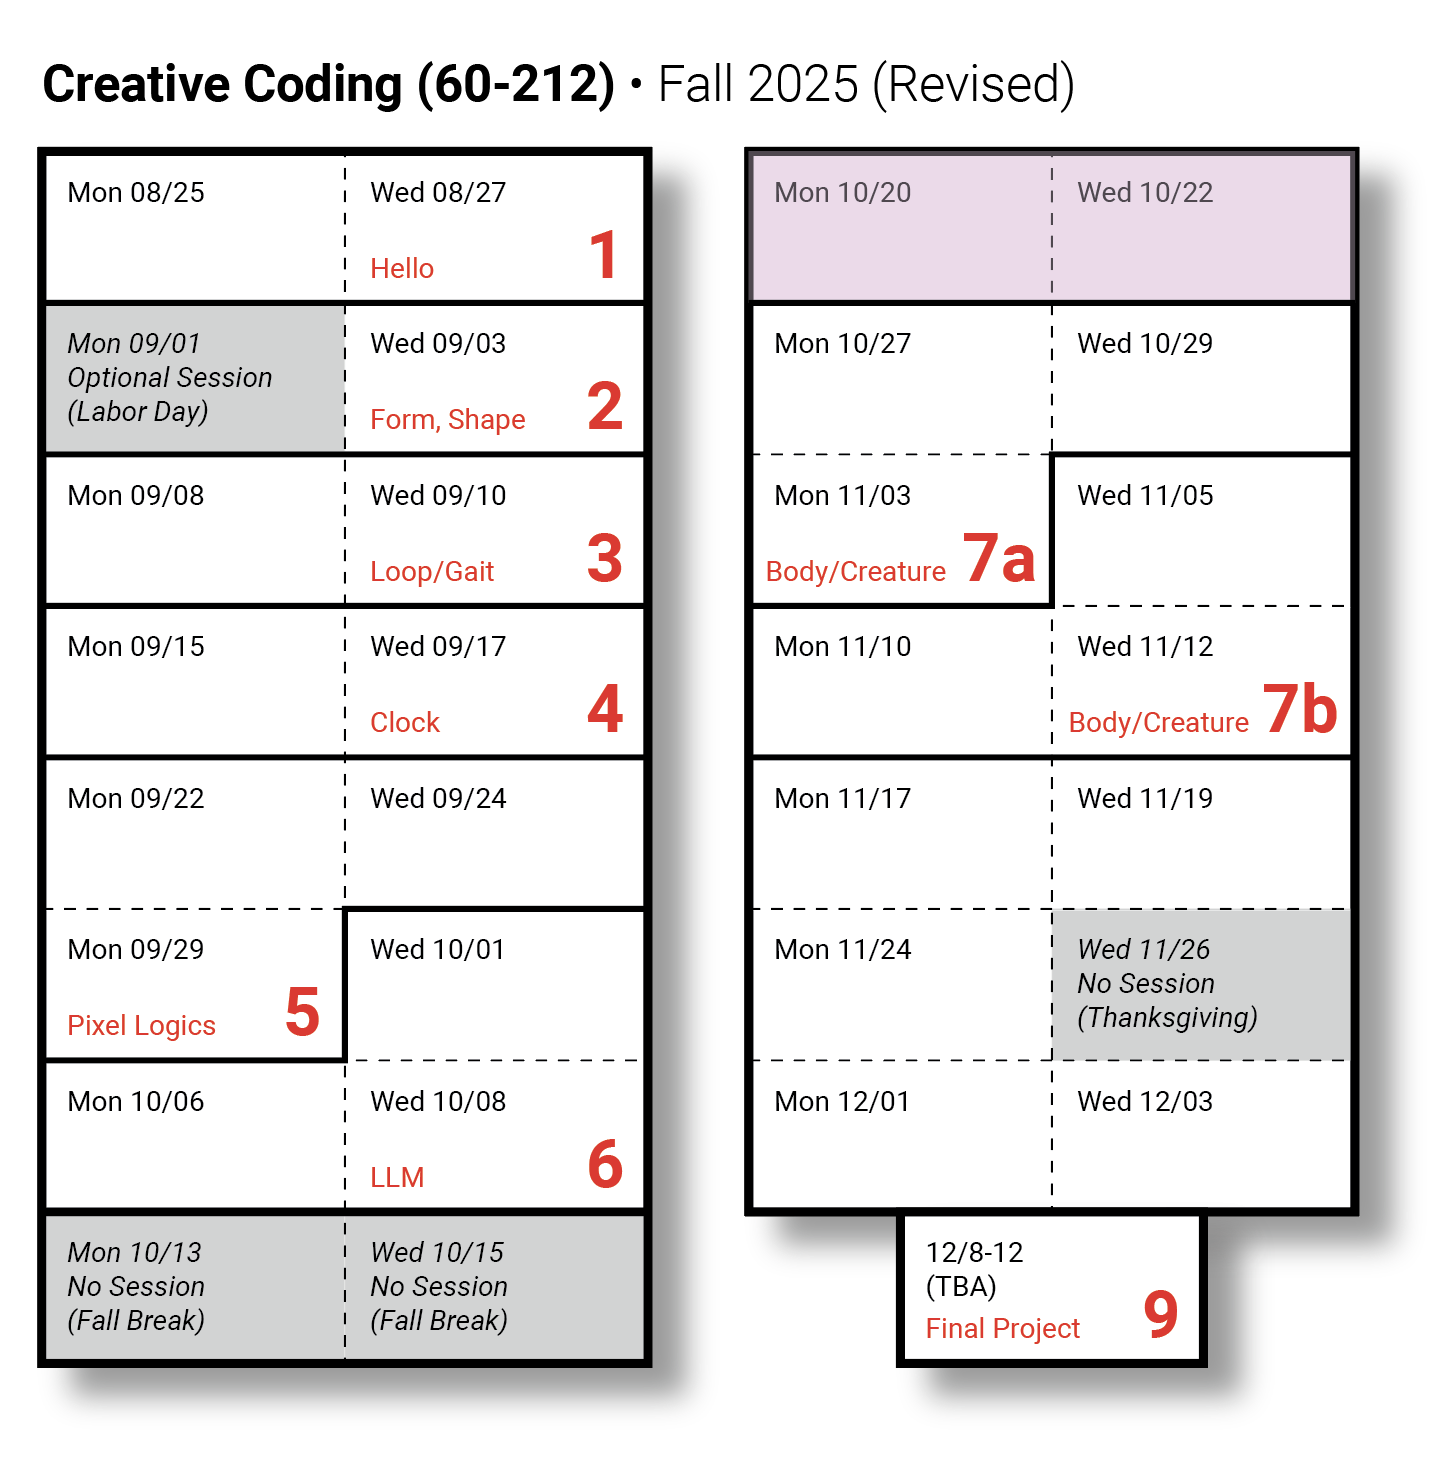 Creative Coding (60-212) • Fall 2025 (Revised)
Mon 08/25
Wed 08/27
Hello 1
Mon 09/01
Optional Session
(Labor Day)
Wed 09/03
Form, Shape 2
Mon 09/08
Wed 09/10
Loop/Gait 3
Mon 09/15
Wed 09/17
Clock 4
Mon 09/22
Wed 09/24
Mon 09/29
Pixel Logics 5
Wed 10/01
Mon 10/06
Wed 10/08
LLM 6
Mon 10/13
No Session
(Fall Break)
Wed 10/15
No Session
(Fall Break)
Mon 10/20
Wed 10/22
Mon 10/27
Wed 10/29
Mon 11/03
Body/Creature 7a
Wed 11/05
Mon 11/10
Wed 11/12
Body/Creature 7b
Mon 11/17
Wed 11/19
Mon 11/24
Wed 11/26
No Session
(Thanksgiving)
Mon 12/01
Wed 12/03
12/8-12
(TBA)
Final Project 9